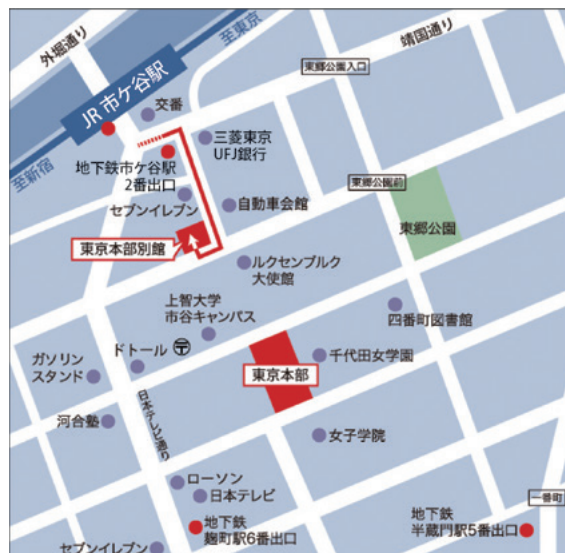 外堀通り
至東京
靖国通り
JR 市ケ谷駅
東郷公園入口
交番
三菱東京
UFJ銀行
地下鉄市ケ谷駅
2番出口
至新宿
東郷公園前
セブンイレブン
自動車会館
東郷公園
東京本部別館
ルクセンブルク
大使館
上智大学
市谷キャンパス
四番町図書館
ドトール
〒
ガソリン
スタンド
千代田女学園
東京本部
日本テレビ通り
河合塾
女子学院
ローソン
日本テレビ
一番町
地下鉄
麹町駅6番出口
地下鉄
半蔵門駅5番出口
セブンイレブン